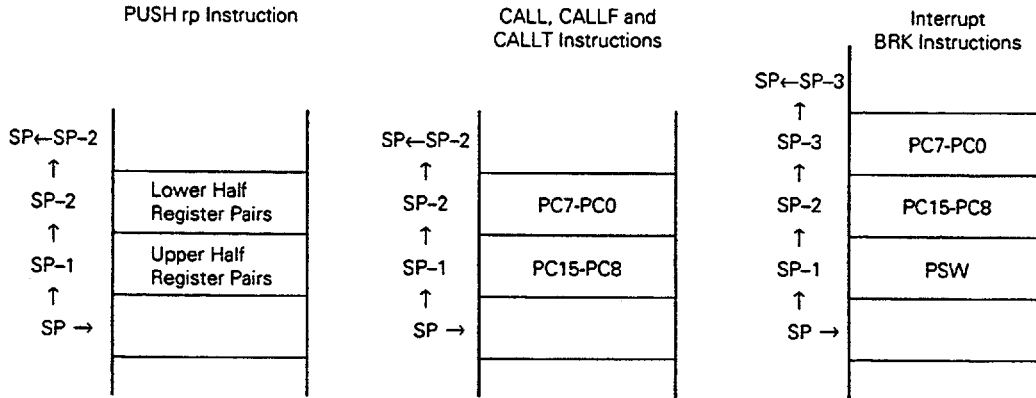 PUSH rp Instruction
SP←SP–2
↑
SP–2
↑
SP–1
↑
SP →
Lower Half
Register Pairs
Upper Half
Register Pairs
CALL, CALLF and
CALLT Instructions
SP←SP–2
↑
SP–2
↑
SP–1
↑
SP →
PC7-PC0
PC15-PC8
Interrupt
BRK Instructions
SP←SP–3
↑
SP–3
↑
SP–2
↑
SP–1
↑
SP →
PC7-PC0
PC15-PC8
PSW